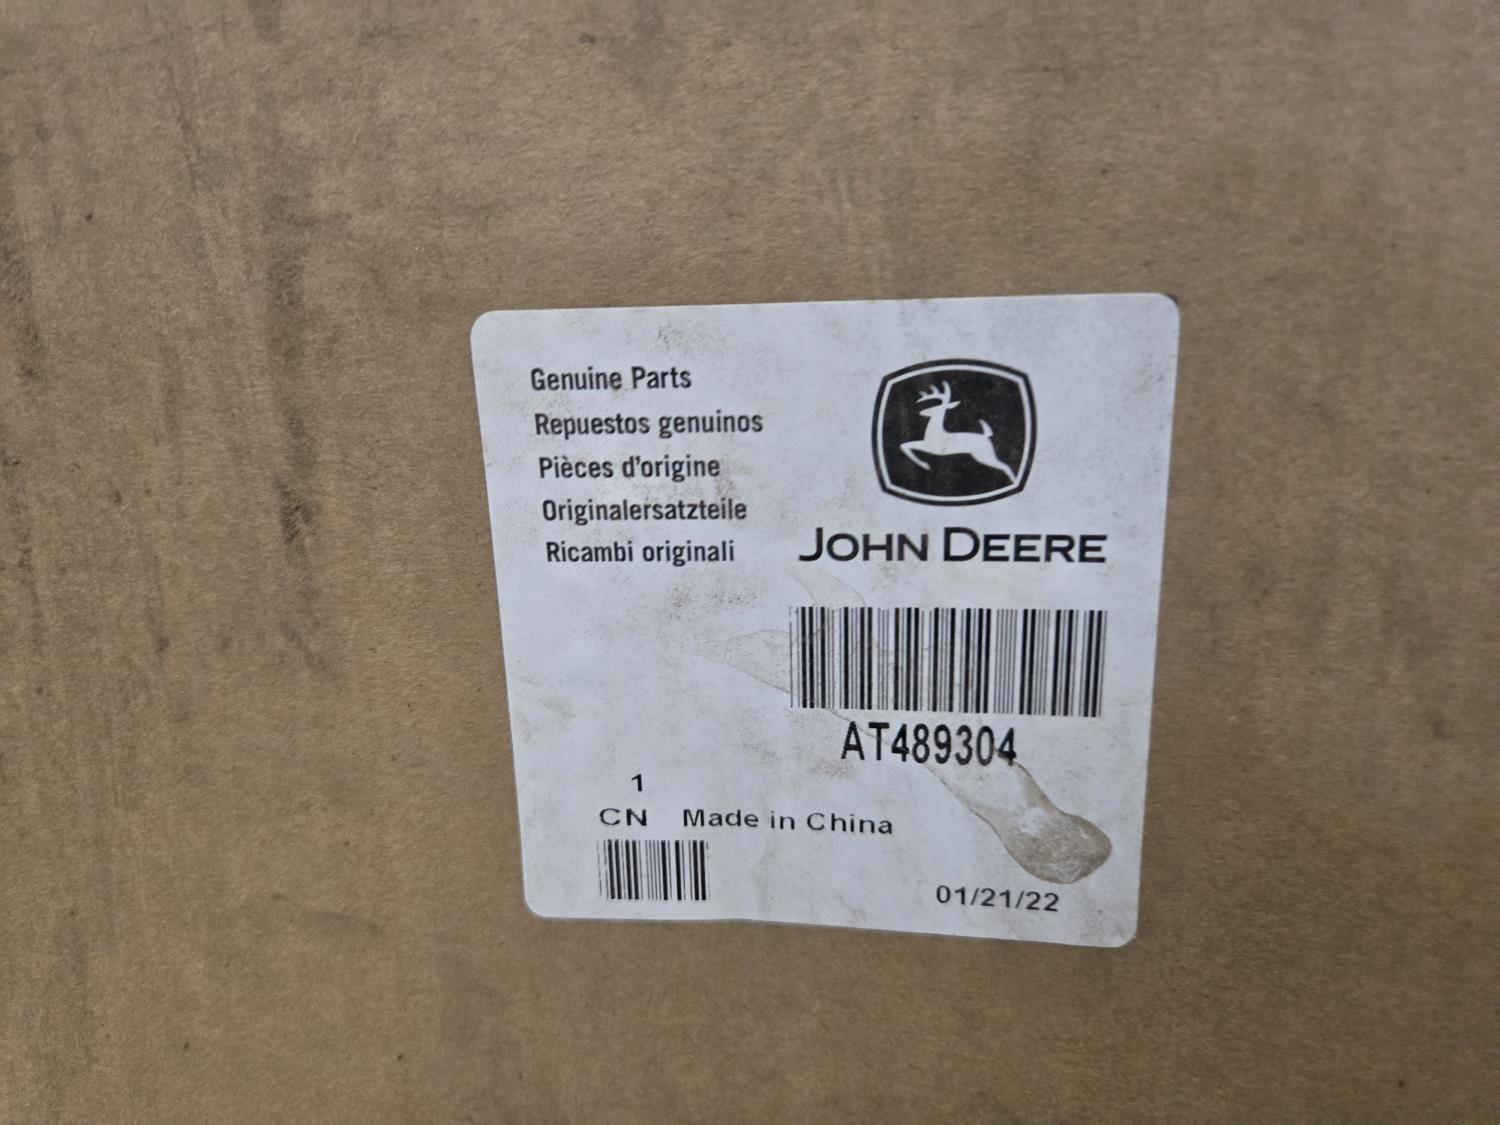 Genuine Parts
Repuestos genuinos
Pièces d'origine
Originalersatzteile
Ricambi originali
JOHN DEERE
AT489304
1
CN Made in China
01/21/22